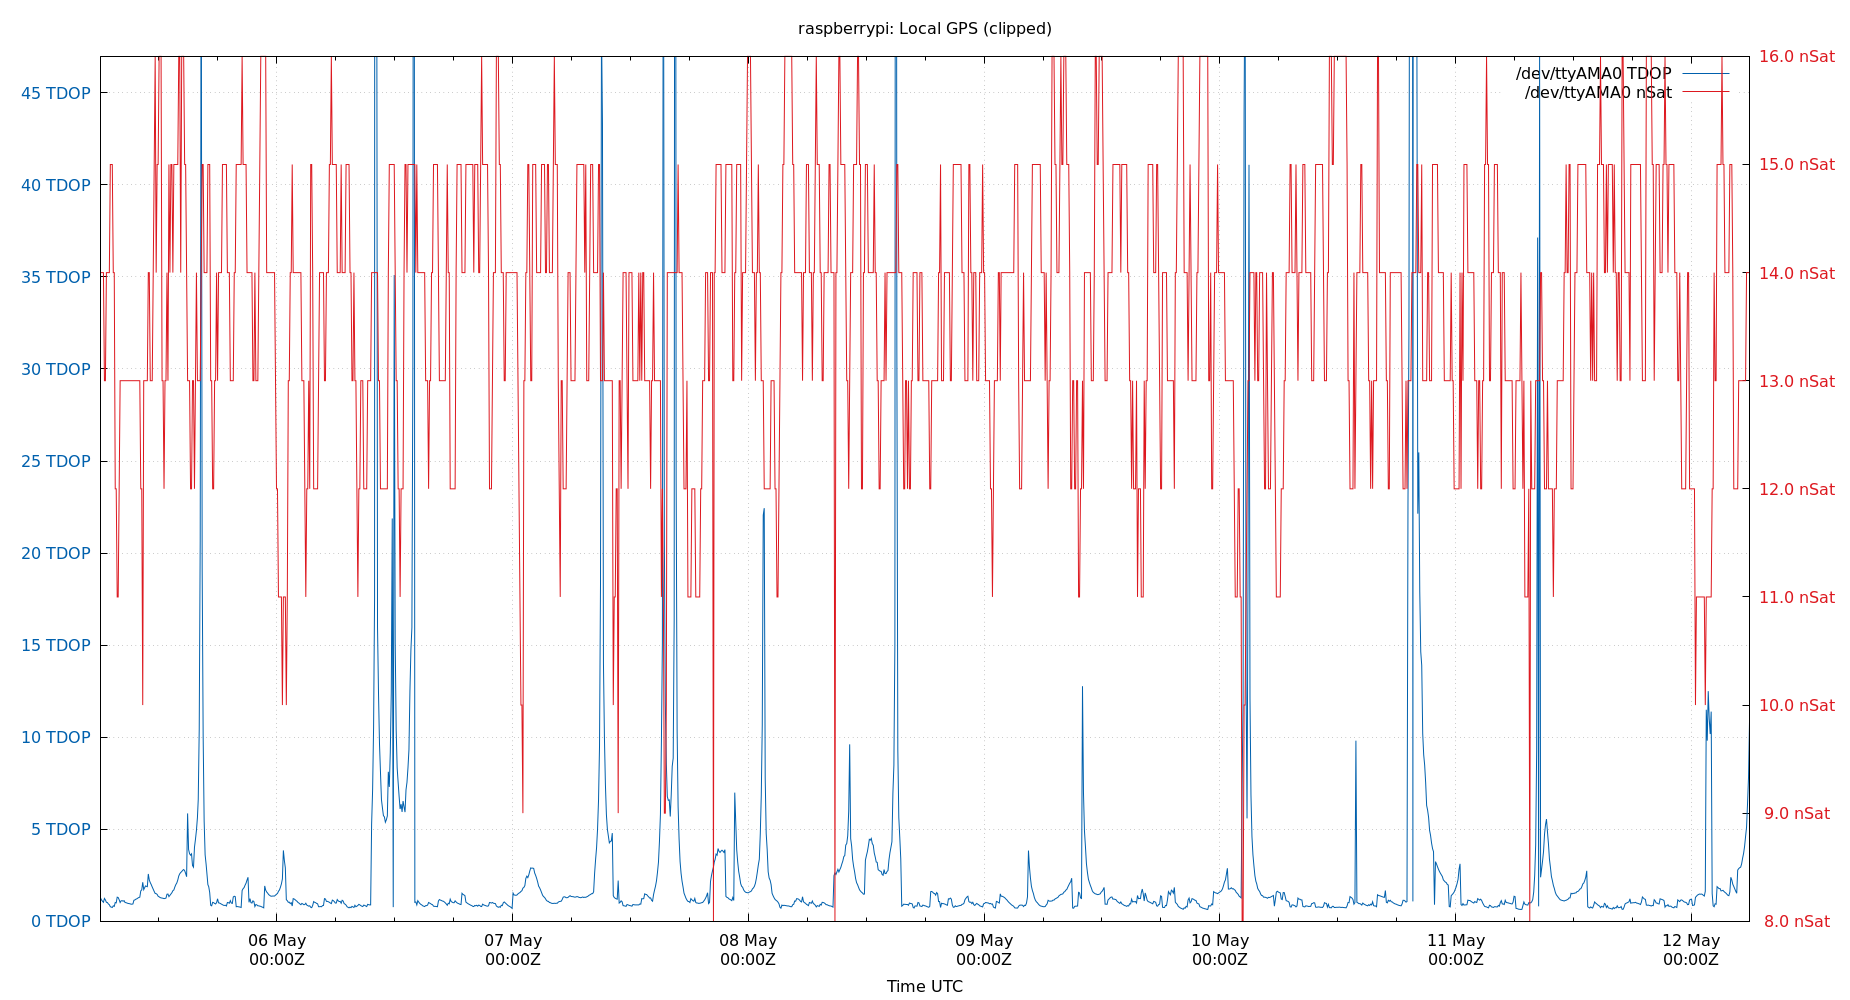 raspberrypi: Local GPS (clipped)
/dev/ttyAMA0 TDOP
/dev/ttyAMA0 nSat
45 TDOP
40 TDOP
35 TDOP
30 TDOP
25 TDOP
20 TDOP
15 TDOP
10 TDOP
5 TDOP
0 TDOP
16.0 nSat
15.0 nSat
14.0 nSat
13.0 nSat
12.0 nSat
11.0 nSat
10.0 nSat
9.0 nSat
8.0 nSat
06 May 07 May 08 May 09 May 10 May 11 May 12 May
00:00Z 00:00Z 00:00Z 00:00Z 00:00Z 00:00Z 00:00Z
Time UTC